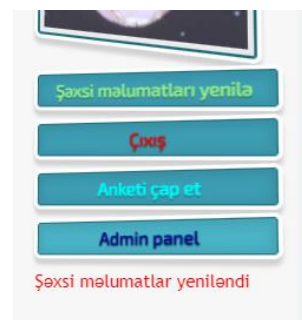 Şəxsi məlumatları yenilə
Çıxış
Anketi çap et
Admin panel
Şəxsi məlumatlar yeniləndi